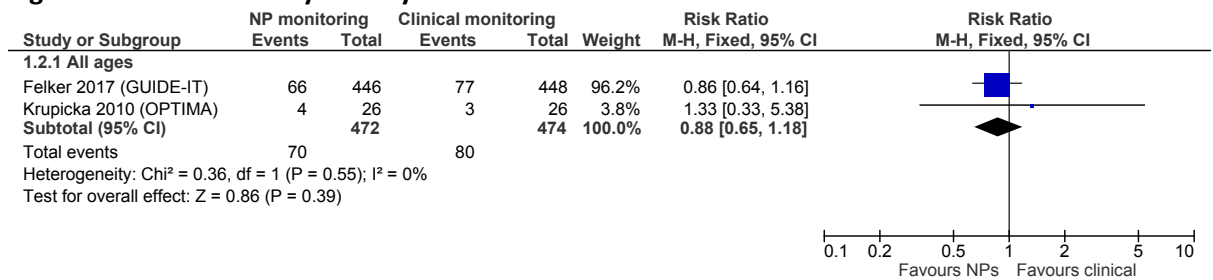 NP monitoring Clinical monitoring Risk Ratio Risk Ratio
Study or Subgroup Events Total Events Total Weight M-H, Fixed, 95% CI M-H, Fixed, 95% CI
1.2.1 All ages
Felker 2017 (GUIDE-IT) 66 446 77 448 96.2% 0.86 [0.64, 1.16]
Krupicka 2010 (OPTIMA) 4 26 3 26 3.8% 1.33 [0.33, 5.38]
Subtotal (95% CI) 472 474 100.0% 0.88 [0.65, 1.18]
Total events 70 80
Heterogeneity: Chi² = 0.36, df = 1 (P = 0.55); I² = 0%
Test for overall effect: Z = 0.86 (P = 0.39)
0.1 0.2 0.5 1 2 5 10
Favours NPs Favours clinical